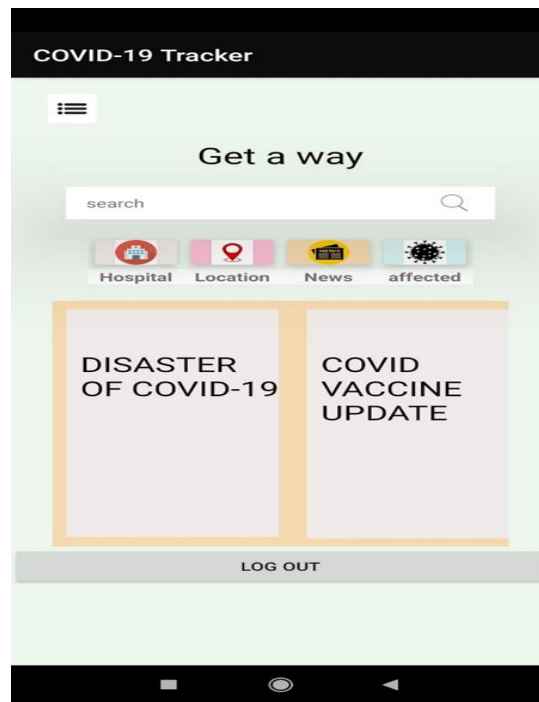 COVID-19 Tracker
Get a way
search
Hospital Location News affected
DISASTER
OF COVID-19
COVID
VACCINE
UPDATE
LOG OUT